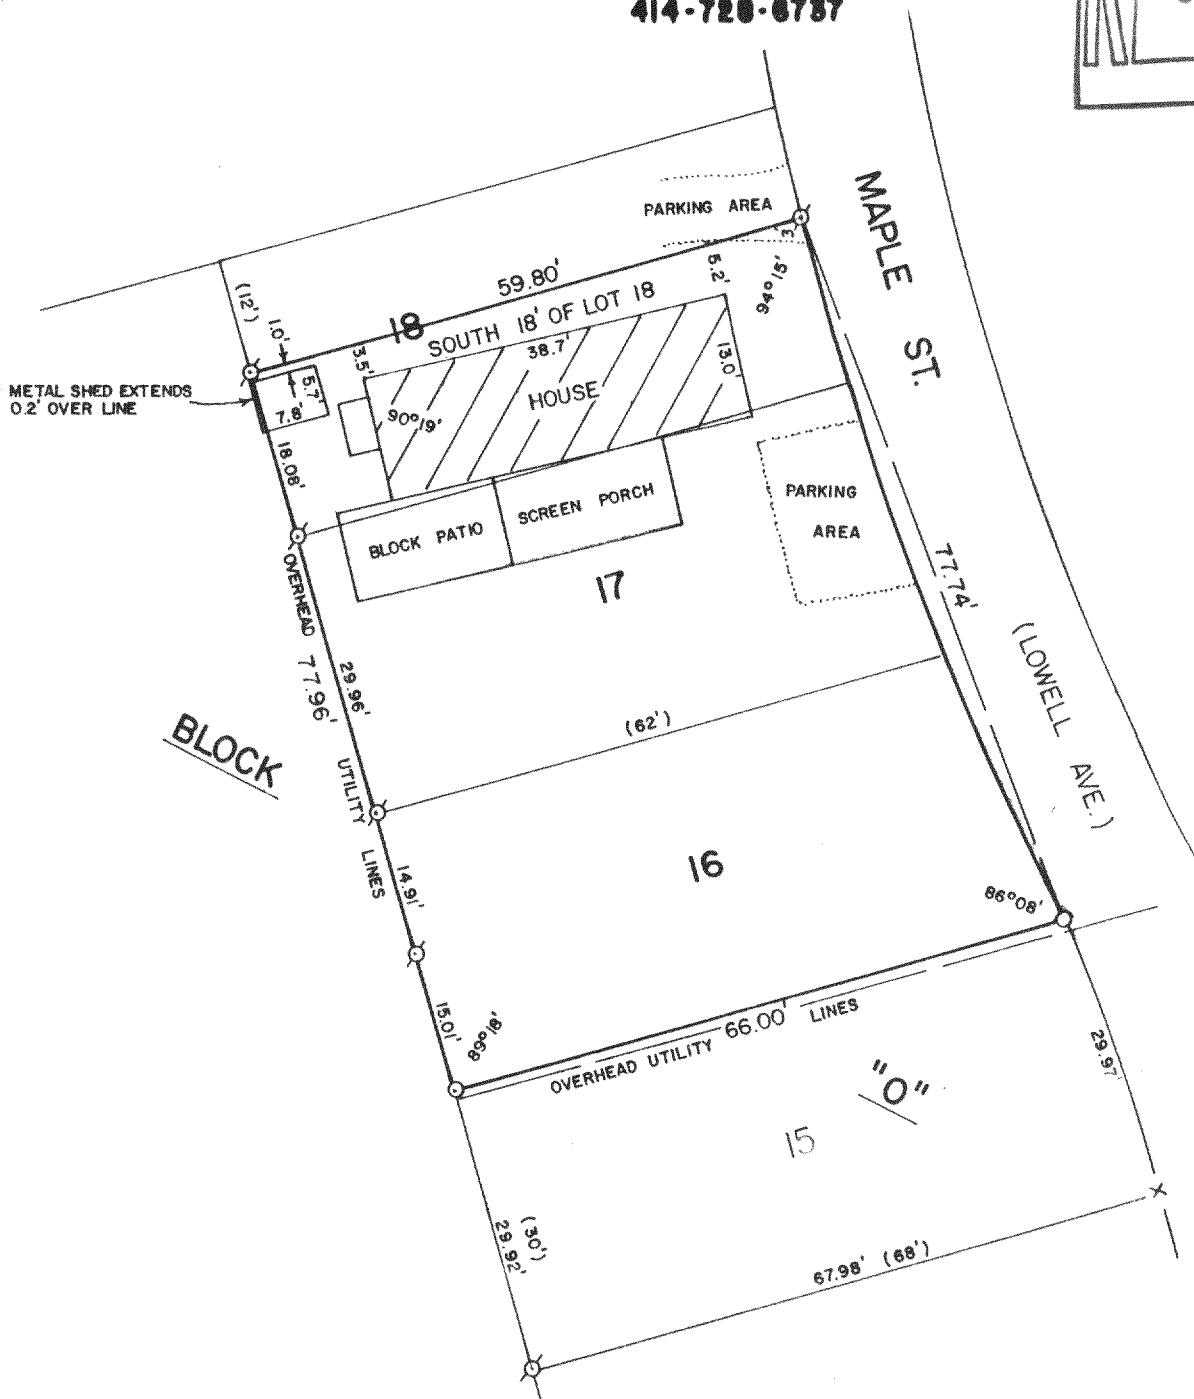 PARKING AREA
MAPLE ST.
3
94°15'
5.2'
59.80'
(12')
1.0'
18
SOUTH 18' OF LOT 18
3.5'
38.7'
13.0'
HOUSE
90°19'
METAL SHED EXTENDS
0.2' OVER LINE
5.7'
7.8'
18.08'
PARKING
AREA
SCREEN PORCH
BLOCK PATIO
17
77.74'
(LOWELL AVE.)
OVERHEAD
77.96'
29.96'
(62')
BLOCK
UTILITY
LINES
14.91'
16
86°08'
15.01'
89°18'
66.00'
LINES
OVERHEAD UTILITY
29.97'
"O"
15
(30')
29.92'
67.98' (68')